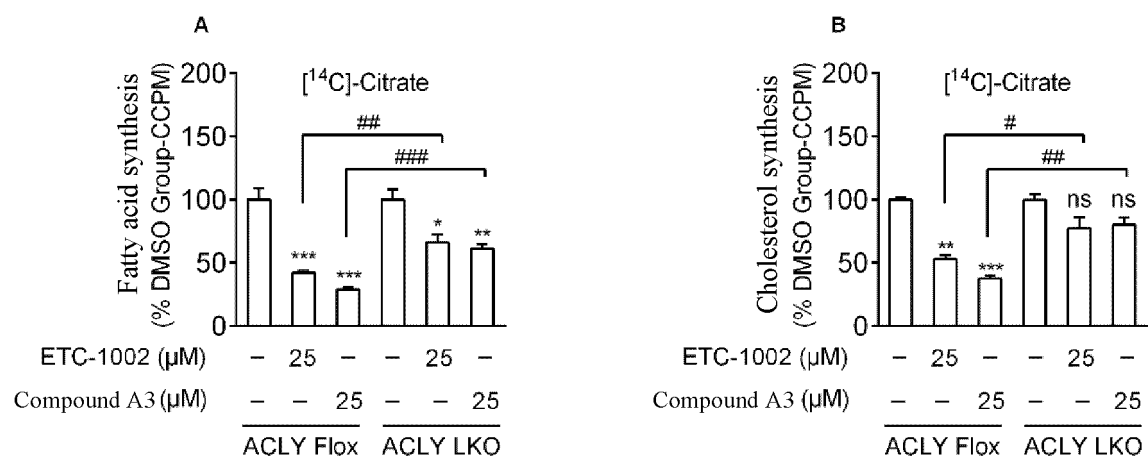 A
Fatty acid synthesis
(% DMSO Group-CCPM)
[¹⁴C]-Citrate
200
150
100
50
0
##
###
***
***
*
**
ETC-1002 (µM) – 25 – – 25 –
Compound A3 (µM) – – 25 – – 25
ACLY Flox ACLY LKO
B
Cholesterol synthesis
(% DMSO Group-CCPM)
[¹⁴C]-Citrate
200
150
100
50
0
#
##
**
***
ns ns
ETC-1002 (µM) – 25 – – 25 –
Compound A3 (µM) – – 25 – – 25
ACLY Flox ACLY LKO